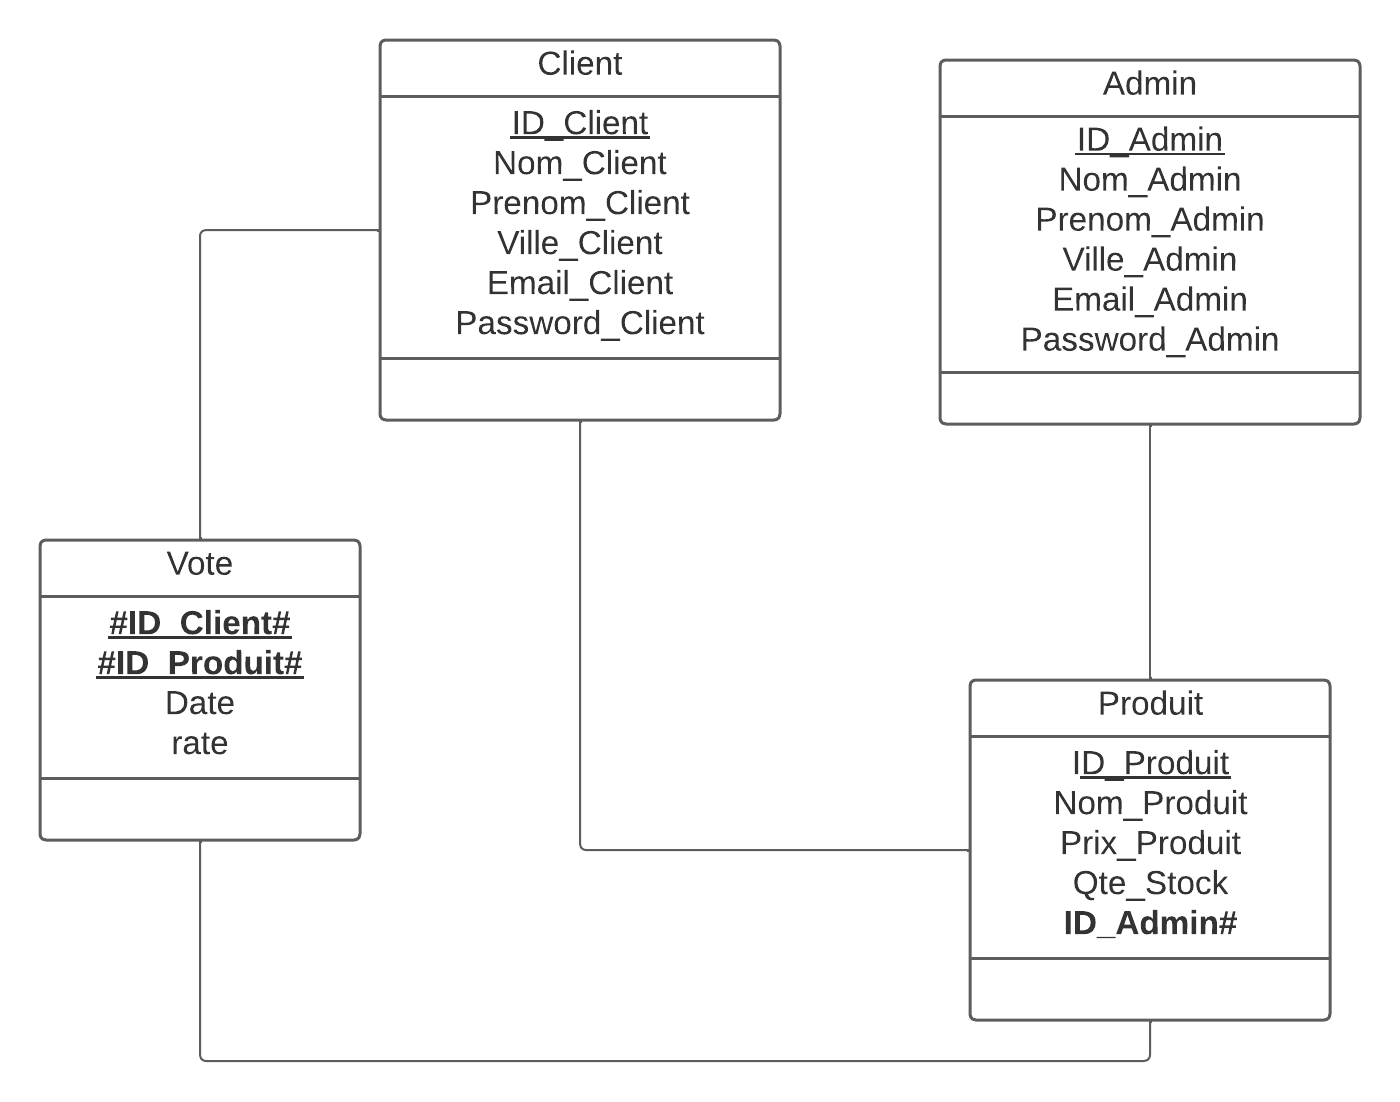 Client
ID_Client
Nom_Client
Prenom_Client
Ville_Client
Email_Client
Password_Client
Admin
ID_Admin
Nom_Admin
Prenom_Admin
Ville_Admin
Email_Admin
Password_Admin
Vote
#ID_Client#
#ID_Produit#
Date
rate
Produit
ID_Produit
Nom_Produit
Prix_Produit
Qte_Stock
ID_Admin#